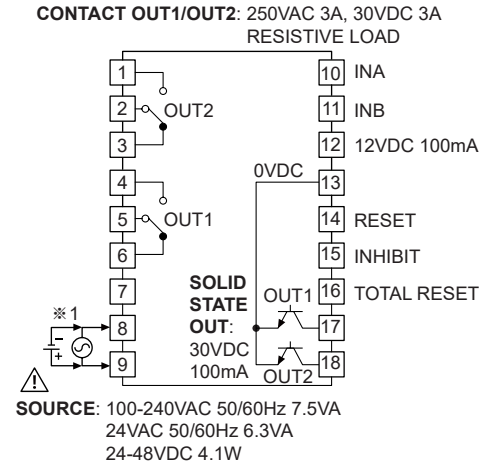 CONTACT OUT1/OUT2: 250VAC 3A, 30VDC 3A
RESISTIVE LOAD
1
2
3
4
5
6
7
8
9
OUT2
OUT1
10 INA
11 INB
12 12VDC 100mA
0VDC
13
14 RESET
15 INHIBIT
16 TOTAL RESET
17
18
SOLID
STATE
OUT:
30VDC
100mA
OUT1
OUT2
※1
SOURCE: 100-240VAC 50/60Hz 7.5VA
24VAC 50/60Hz 6.3VA
24-48VDC 4.1W